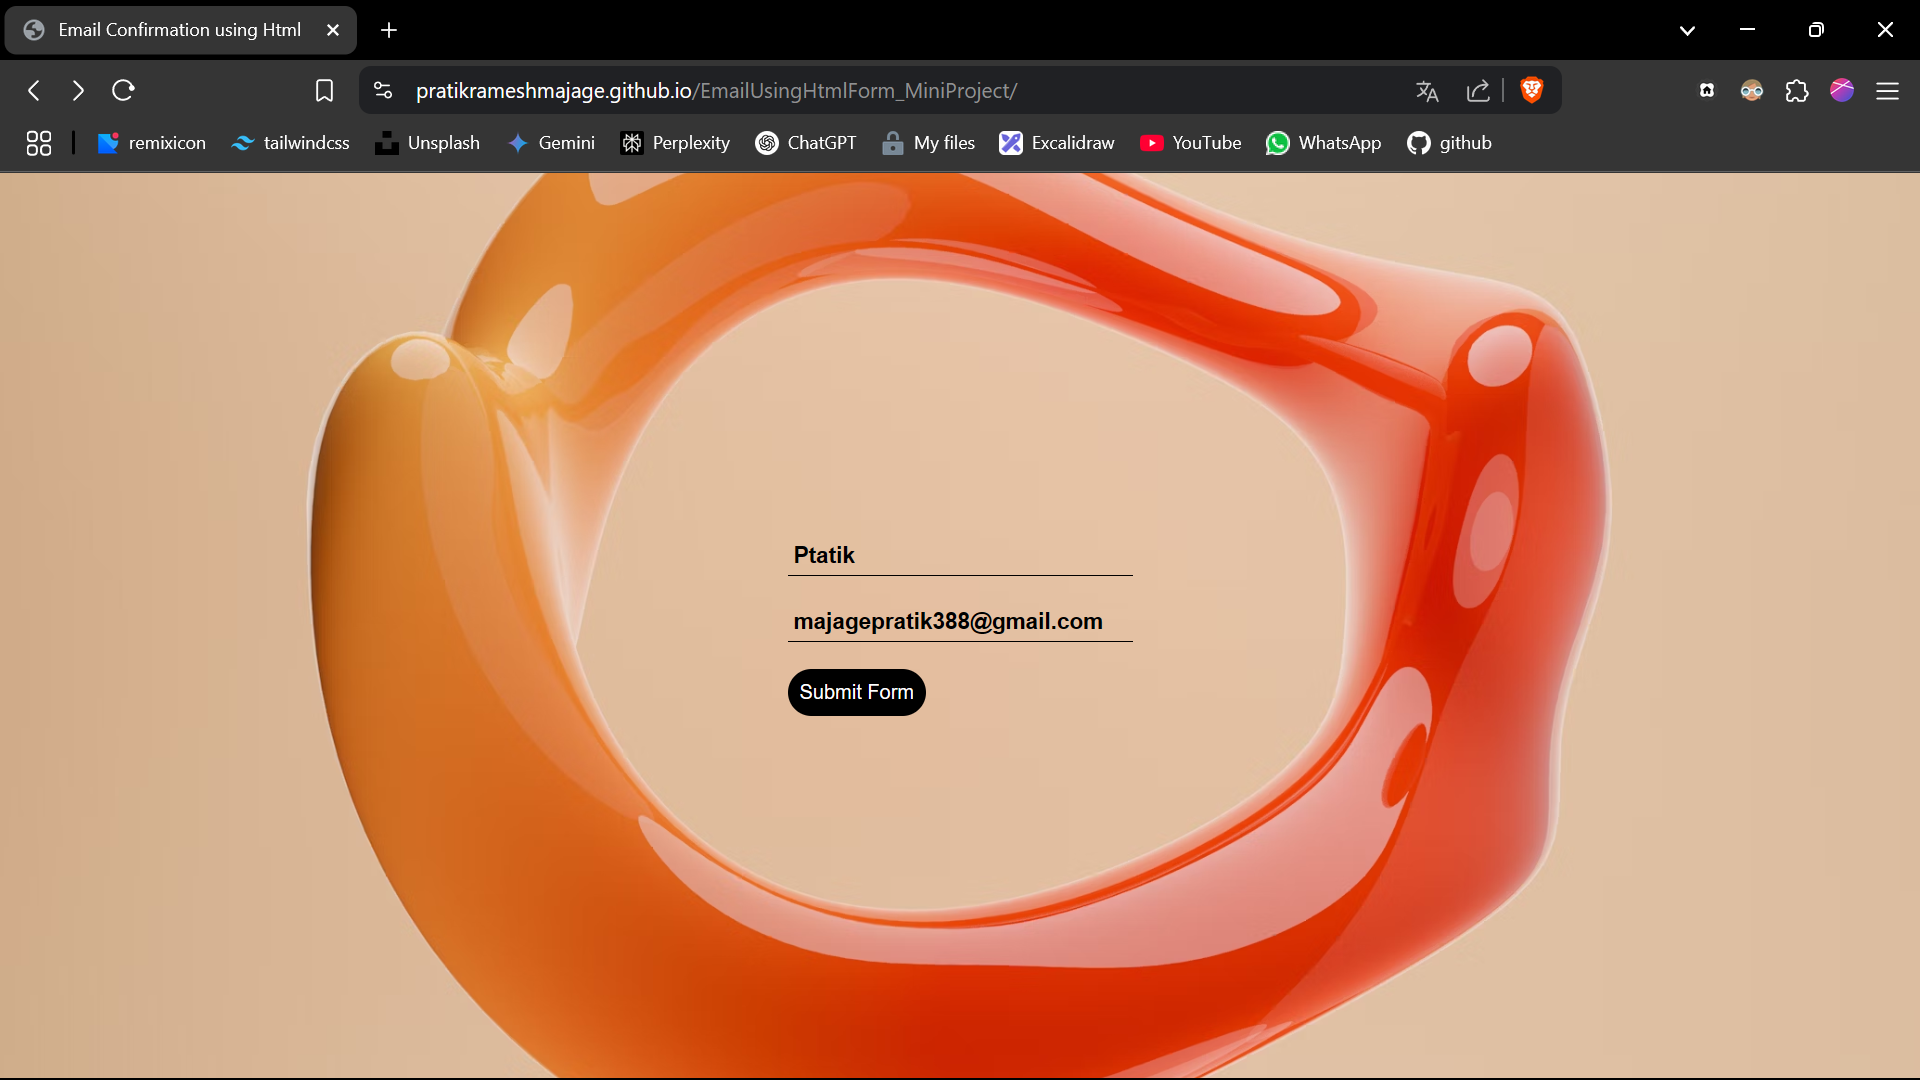 Email Confirmation using Html
pratikrameshmajage.github.io/EmailUsingHtmlForm_MiniProject/
remixicon
tailwindcss
Unsplash
Gemini
Perplexity
ChatGPT
My files
Excalidraw
YouTube
WhatsApp
github
Ptatik
majagepratik388@gmail.com
Submit Form